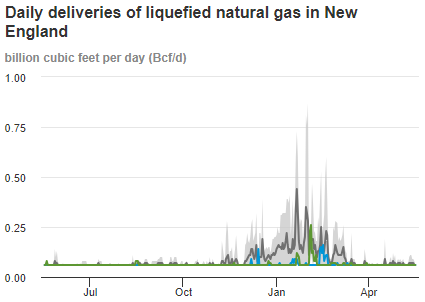 Daily deliveries of liquefied natural gas in New
England
billion cubic feet per day (Bcf/d)
1.00
0.75
0.50
0.25
0.00
Jul
Oct
Jan
Apr